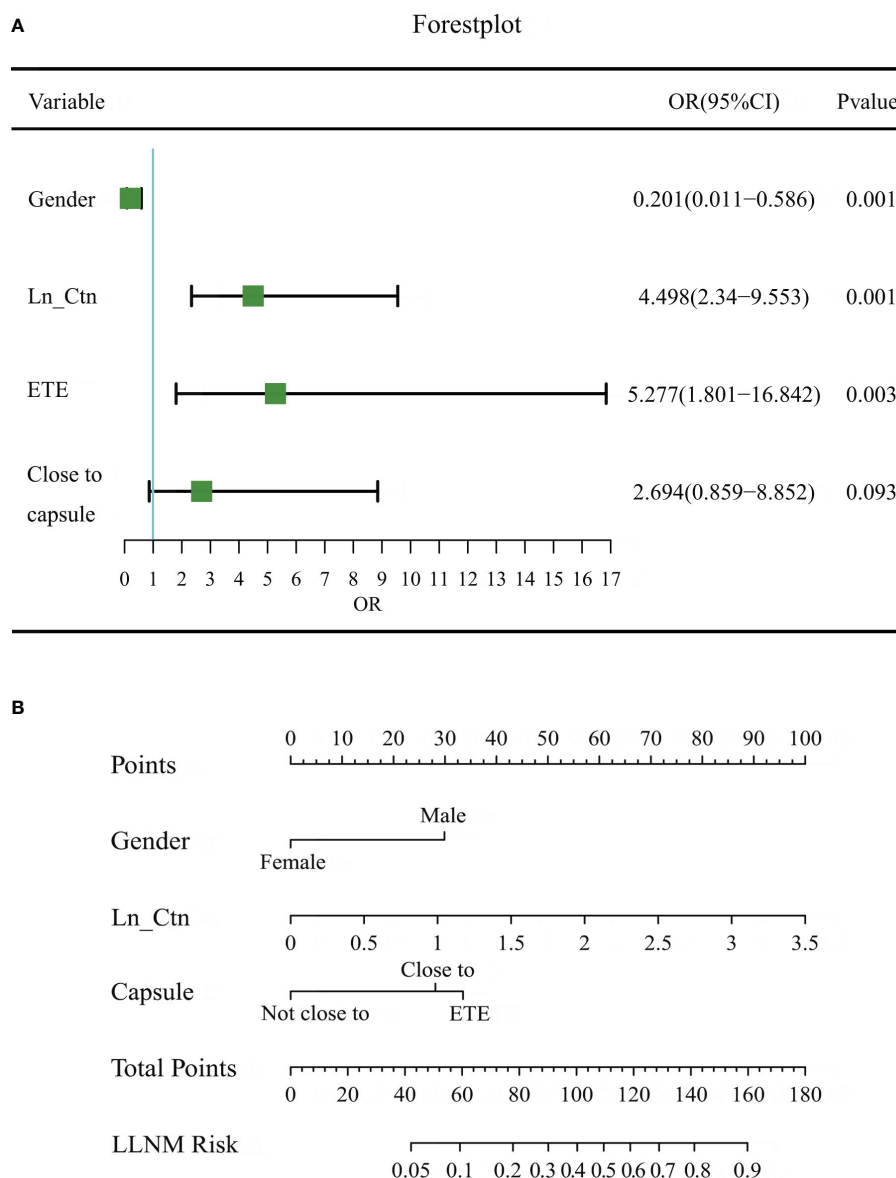 A
Forestplot
Variable OR(95%CI) Pvalue
Gender 0.201(0.011−0.586) 0.001
Ln_Ctn 4.498(2.34−9.553) 0.001
ETE 5.277(1.801−16.842) 0.003
Close to
capsule 2.694(0.859−8.852) 0.093
0 1 2 3 4 5 6 7 8 9 10 11 12 13 14 15 16 17
OR
B
0 10 20 30 40 50 60 70 80 90 100
Points
Male
Gender
Female
Ln_Ctn
0 0.5 1 1.5 2 2.5 3 3.5
Close to
Capsule
Not close to ETE
Total Points
0 20 40 60 80 100 120 140 160 180
LLNM Risk
0.05 0.1 0.2 0.3 0.4 0.5 0.6 0.7 0.8 0.9